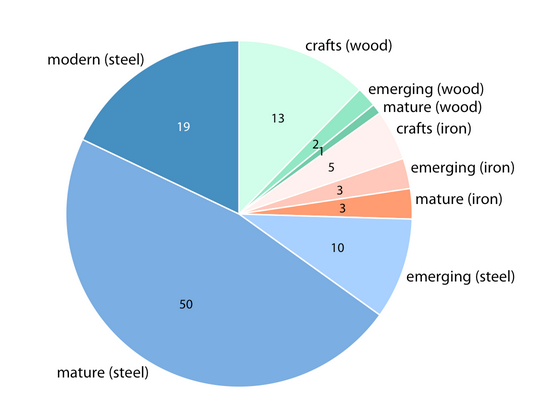 crafts (wood)
modern (steel)
emerging (wood)
mature (wood)
13
19
crafts (iron)
2
1
5
emerging (iron)
3
mature (iron)
3
10
emerging (steel)
50
mature (steel)